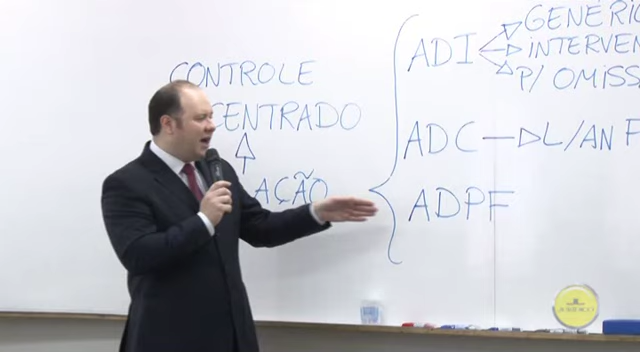 CONTROLE
CENTRADO
AÇÃO
ADI
GENÉRIC
INTERVEN
P/ OMISS
ADC → L/AN F
ADPF